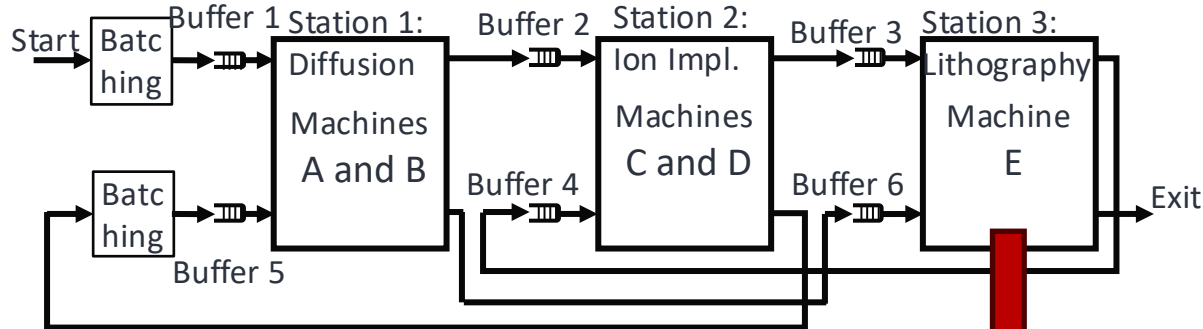 Start
Batc
hing
Buffer 1
Station 1:
Diffusion
Machines
A and B
Buffer 2
Station 2:
Ion Impl.
Machines
C and D
Buffer 3
Station 3:
Lithography
Machine
E
Batc
hing
Buffer 5
Buffer 4
Buffer 6
Exit